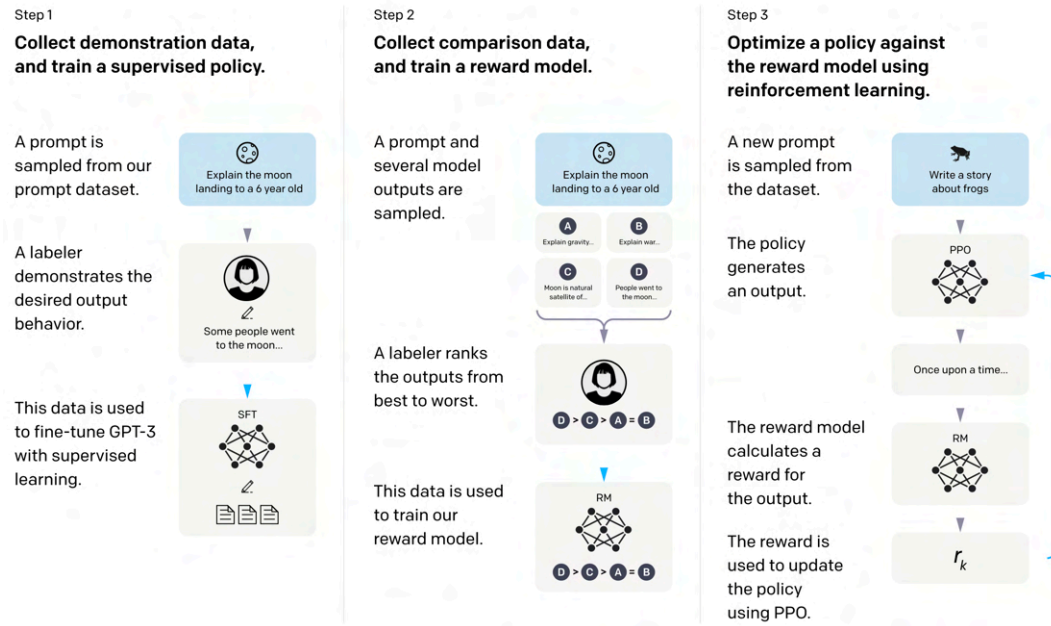 Step 1
Collect demonstration data,
and train a supervised policy.
A prompt is
sampled from our
prompt dataset.
Explain the moon
landing to a 6 year old
A labeler
demonstrates the
desired output
behavior.
Some people went
to the moon...
This data is used
to fine-tune GPT-3
with supervised
learning.
SFT
Step 2
Collect comparison data,
and train a reward model.
A prompt and
several model
outputs are
sampled.
Explain the moon
landing to a 6 year old
A
Explain gravity...
B
Explain war...
C
Moon is natural
satellite of...
D
People went to
the moon...
A labeler ranks
the outputs from
best to worst.
D > C > A = B
This data is used
to train our
reward model.
RM
D > C > A = B
Step 3
Optimize a policy against
the reward model using
reinforcement learning.
A new prompt
is sampled from
the dataset.
Write a story
about frogs
The policy
generates
an output.
PPO
Once upon a time...
The reward model
calculates a
reward for
the output.
RM
The reward is
used to update
the policy
using PPO.
rₖ